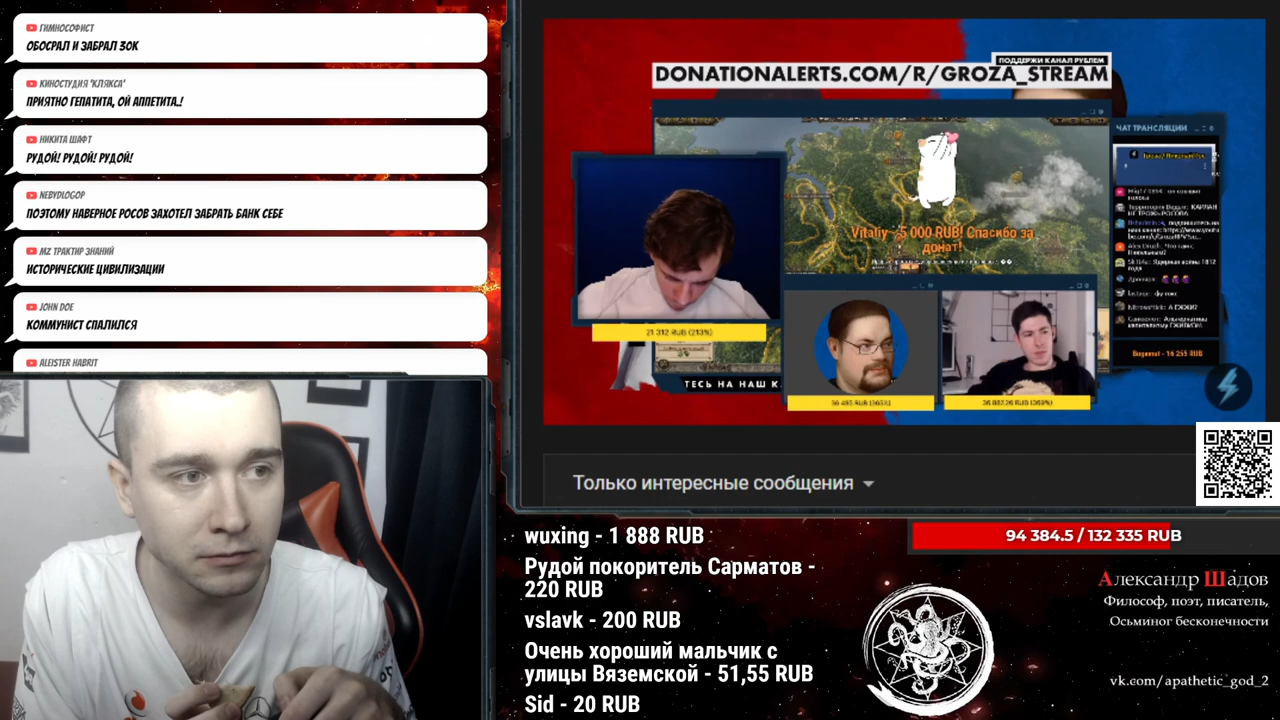 ГИМНОСОФИСТ
ОБОСРАЛ И ЗАБРАЛ 30К
КИНОСТУДИЯ "КЛЯКСА"
ПРИЯТНО ГЕПАТИТА, ОЙ АППЕТИТА.!
НИКИТА ШАФТ
РУДОЙ! РУДОЙ! РУДОЙ!
NEBYDLOGOP
ПОЭТОМУ НАВЕРНОЕ РОСОВ ЗАХОТЕЛ ЗАБРАТЬ БАНК СЕБЕ
MZ ТРАКТИР ЗНАНИЙ
ИСТОРИЧЕСКИЕ ЦИВИЛИЗАЦИИ
JOHN DOE
КОММУНИСТ СПАЛИЛСЯ
ALEISTER HABRIT
ПОДДЕРЖИ КАНАЛ РУБЛЕМ
DONATIONALERTS.COM/R/GROZA_STREAM
ЧАТ ТРАНСЛЯЦИИ
Vitaliy - 5 000 RUB! Спасибо за
донат!
21 312 RUB (213%)
ТЕСЬ НА НАШ К
Только интересные сообщения
wuxing - 1 888 RUB
Рудой покоритель Сарматов -
220 RUB
vslavk - 200 RUB
Очень хороший мальчик с
улицы Вяземской - 51,55 RUB
Sid - 20 RUB
94 384.5 / 132 335 RUB
Александр Шадов
Философ, поэт, писатель,
Осьминог бесконечности
vk.com/apathetic_god_2